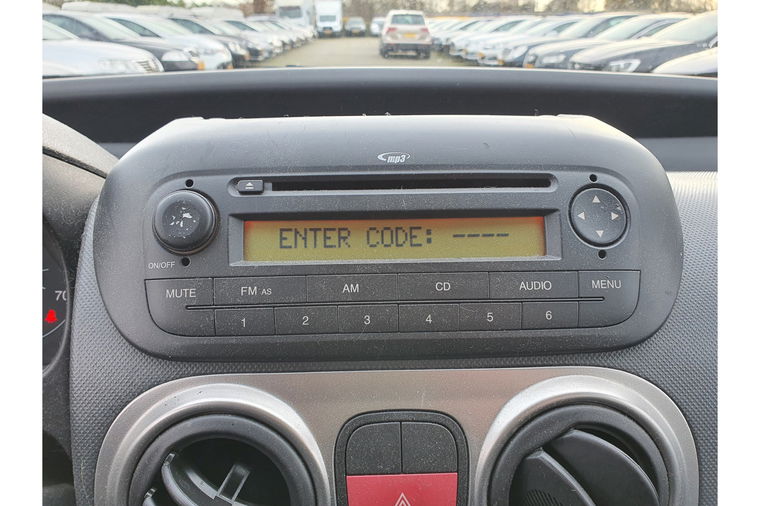 mp3
ENTER CODE: ----
ON/OFF
MUTE FM AS AM CD AUDIO MENU
1 2 3 4 5 6
70